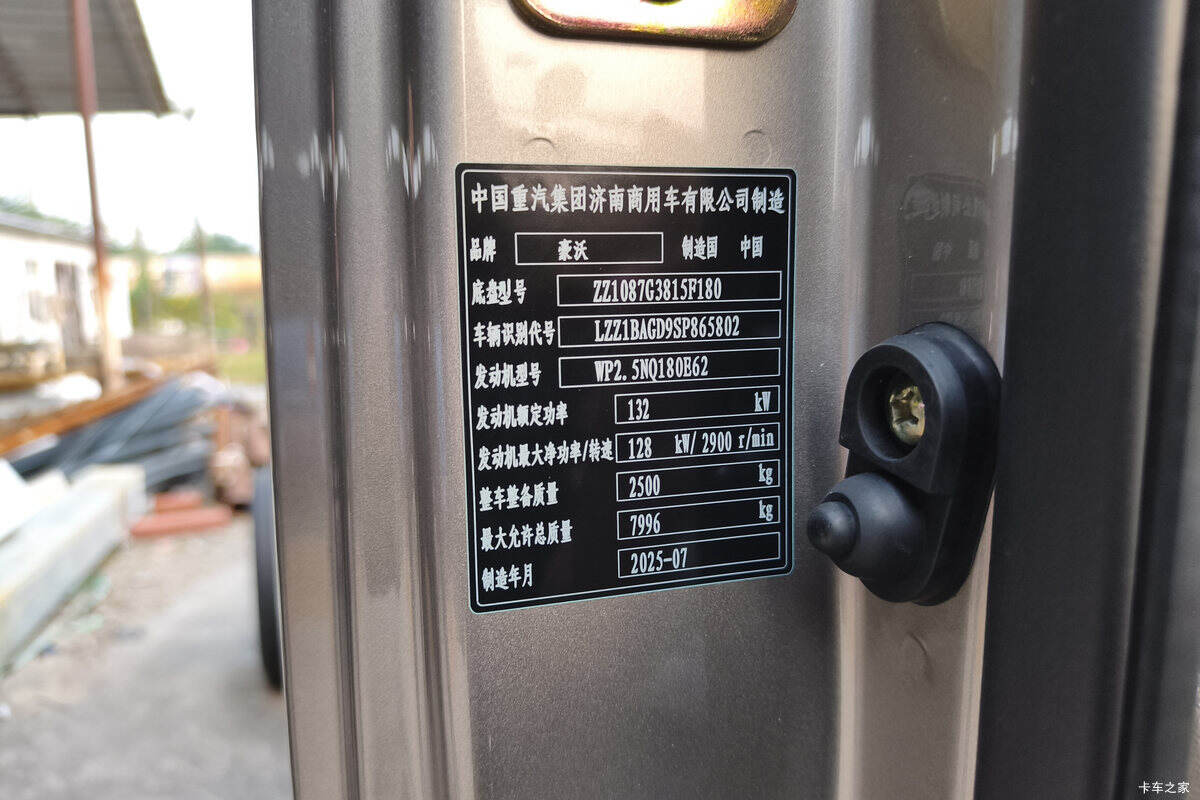 中国重汽集团济南商用车有限公司制造
品牌 豪沃 制造国 中国
底盘型号 ZZ1087G3815F180
车辆识别代号 LZZ1BAGD9SP865802
发动机型号 WP2.5NQ180E62
发动机额定功率 132 kW
发动机最大净功率/转速 128 kW/ 2900 r/min
整车整备质量 2500 kg
最大允许总质量 7996 kg
制造年月 2025-07
卡车之家